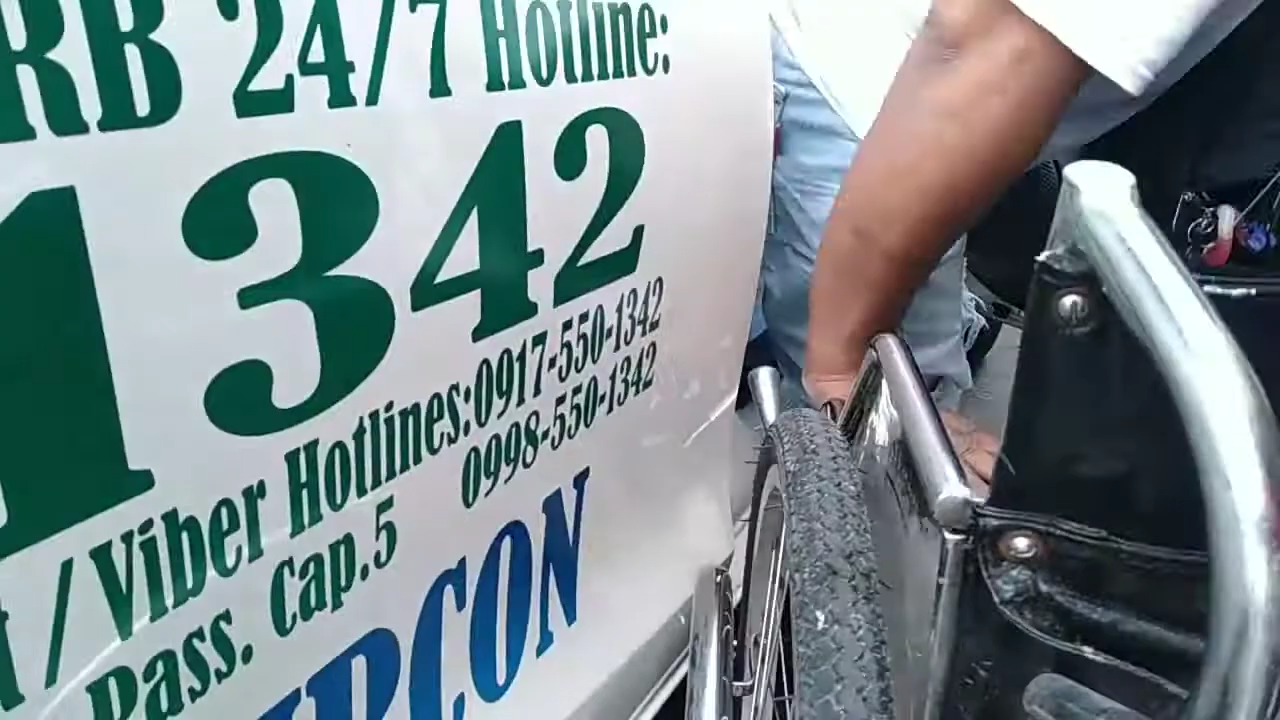 RB 24/7 Hotline:
1342
/ Viber Hotlines:0917-550-1342
0998-550-1342
Pass. Cap.5
RCON